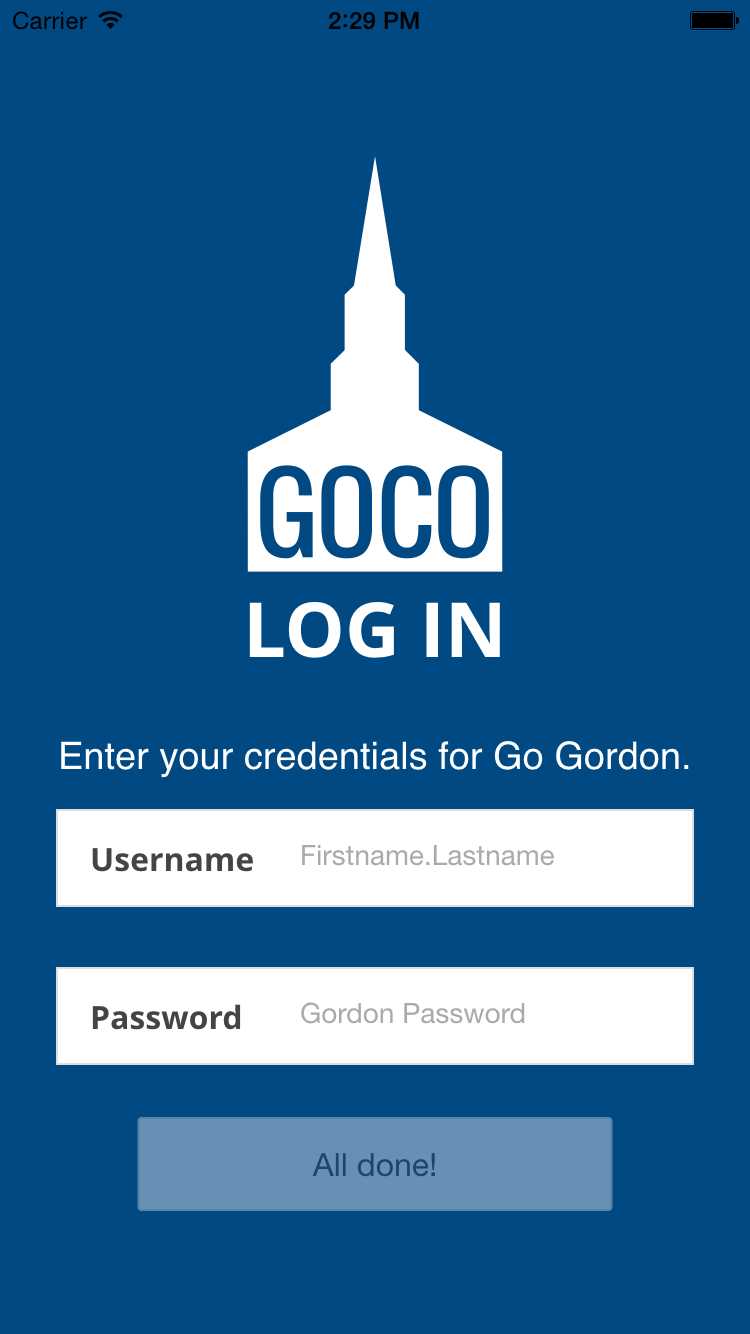 Carrier 2:29 PM
GOCO
LOG IN
Enter your credentials for Go Gordon.
Username Firstname.Lastname
Password Gordon Password
All done!